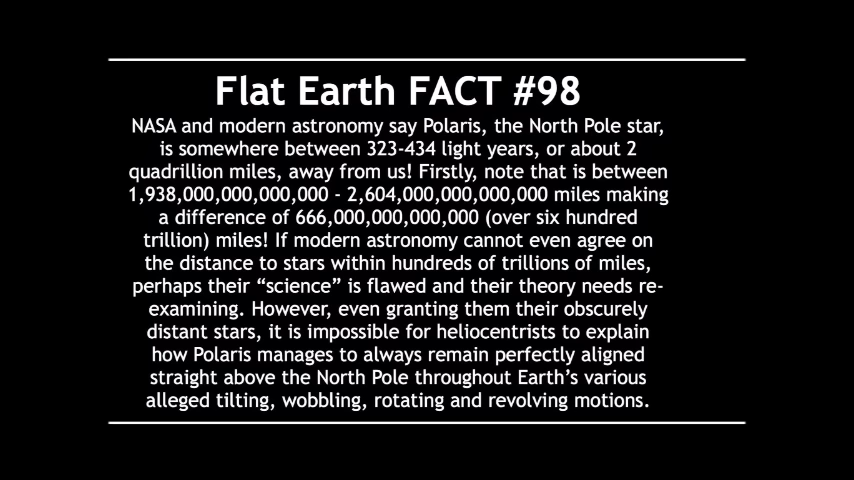 Flat Earth FACT #98
NASA and modern astronomy say Polaris, the North Pole star,
is somewhere between 323-434 light years, or about 2
quadrillion miles, away from us! Firstly, note that is between
1,938,000,000,000,000 - 2,604,000,000,000,000 miles making
a difference of 666,000,000,000,000 (over six hundred
trillion) miles! If modern astronomy cannot even agree on
the distance to stars within hundreds of trillions of miles,
perhaps their “science” is flawed and their theory needs re-
examining. However, even granting them their obscurely
distant stars, it is impossible for heliocentrists to explain
how Polaris manages to always remain perfectly aligned
straight above the North Pole throughout Earth’s various
alleged tilting, wobbling, rotating and revolving motions.